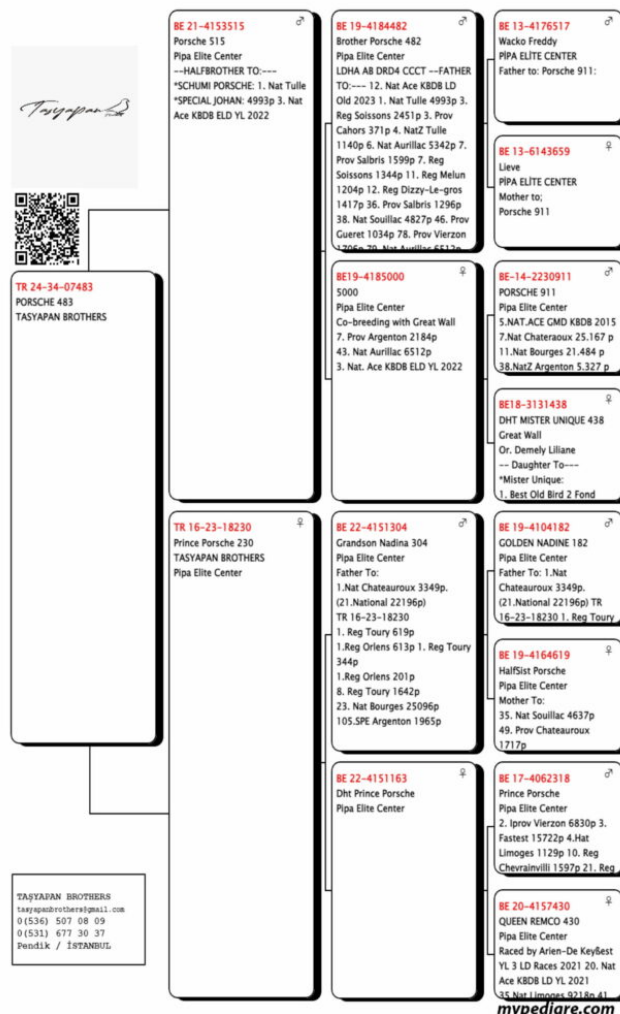 Taşyapan
TR 24-34-07483
PORSCHE 483
TASYAPAN BROTHERS
TAŞYAPAN BROTHERS
tasyapanbrothers@gmail.com
0(536) 507 08 09
0(531) 677 30 37
Pendik / İSTANBUL
BE 21-4153515 ♂
Porsche 515
Pipa Elite Center
--HALFBROTHER TO:---
*SCHUMI PORSCHE: 1. Nat Tulle
*SPECIAL JOHAN: 4993p 3. Nat
Ace KBDB ELD YL 2022
TR 16-23-18230 ♀
Prince Porsche 230
TASYAPAN BROTHERS
Pipa Elite Center
BE 19-4184482 ♂
Brother Porsche 482
Pipa Elite Center
LDHA AB DRD4 CCCT --FATHER
TO:--- 12. Nat Ace KBDB LD
Old 2023 1. Nat Tulle 4993p 3.
Reg Soissons 2451p 3. Prov
Cahors 371p 4. NatZ Tulle
1140p 6. Nat Aurillac 5342p 7.
Prov Salbris 1599p 7. Reg
Soissons 1344p 11. Reg Melun
1204p 12. Reg Dizzy-Le-gros
1417p 36. Prov Salbris 1296p
38. Nat Souillac 4827p 46. Prov
Gueret 1034p 78. Prov Vierzon
1706p 79. Nat Aurillac 6512p
BE19-4185000 ♀
5000
Pipa Elite Center
Co-breeding with Great Wall
7. Prov Argenton 2184p
43. Nat Aurillac 6512p
3. Nat. Ace KBDB ELD YL 2022
BE 22-4151304 ♂
Grandson Nadina 304
Pipa Elite Center
Father To:
1.Nat Chateauroux 3349p.
(21.National 22196p)
TR 16-23-18230
1. Reg Toury 619p
1.Reg Orlens 613p 1. Reg Toury
344p
1.Reg Orlens 201p
8. Reg Toury 1642p
23. Nat Bourges 25096p
105.SPE Argenton 1965p
BE 22-4151163 ♀
Dht Prince Porsche
Pipa Elite Center
BE 13-4176517 ♂
Wacko Freddy
PİPA ELİTE CENTER
Father to: Porsche 911:
BE 13-6143659 ♀
Lieve
PİPA ELİTE CENTER
Mother to;
Porsche 911
BE-14-2230911 ♂
PORSCHE 911
Pipa Elite Center
5.NAT.ACE GMD KBDB 2015
7.Nat Chateraoux 25.167 p
11.Nat Bourges 21.484 p
38.NatZ Argenton 5.327 p
BE18-3131438 ♀
DHT MISTER UNIQUE 438
Great Wall
Or. Demely Liliane
-- Daughter To---
*Mister Unique:
1. Best Old Bird 2 Fond
BE 19-4104182 ♂
GOLDEN NADINE 182
Pipa Elite Center
Father To: 1.Nat
Chateauroux 3349p.
(21.National 22196p) TR
16-23-18230 1. Reg Toury
BE 19-4164619 ♀
HalfSist Porsche
Pipa Elite Center
Mother To:
35. Nat Souillac 4637p
49. Prov Chateauroux
1717p
BE 17-4062318 ♂
Prince Porsche
Pipa Elite Center
2. Iprov Vierzon 6830p 3.
Fastest 15722p 4.Hat
Limoges 1129p 10. Reg
Chevrainvilli 1597p 21. Reg
BE 20-4157430 ♀
QUEEN REMCO 430
Pipa Elite Center
Raced by Arien-De Keyßest
YL 3 LD Races 2021 20. Nat
Ace KBDB LD YL 2021
35 Nat Limoges 9218p 41
mypedigre.com